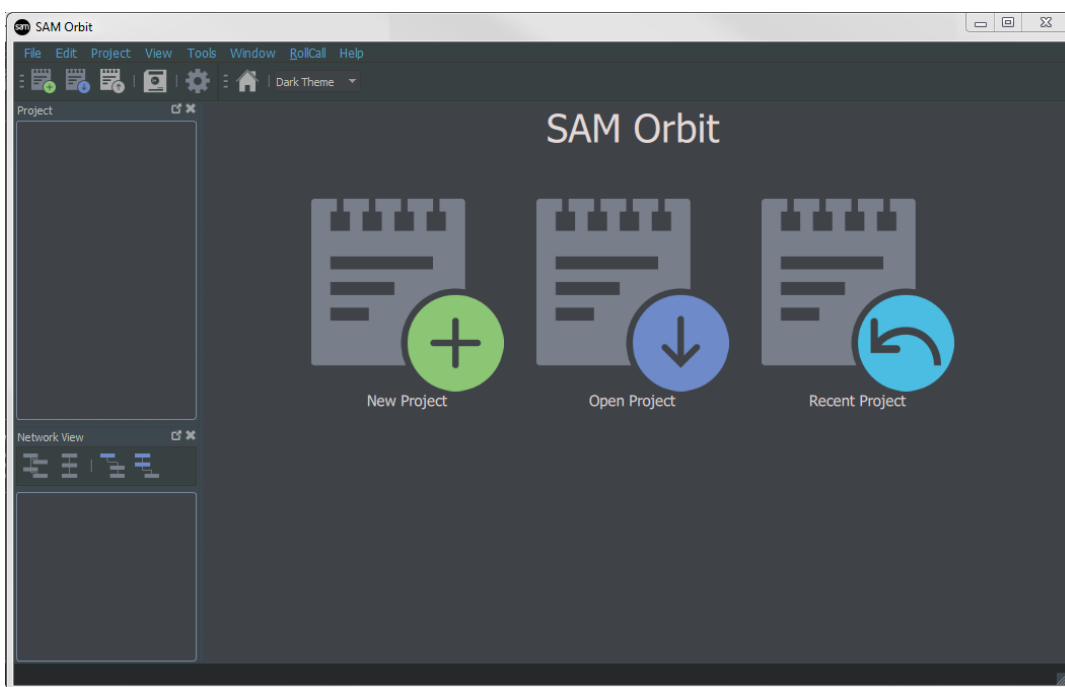 sam SAM Orbit
File Edit Project View Tools Window RollCall Help
Dark Theme
Project
SAM Orbit
New Project Open Project Recent Project
Network View